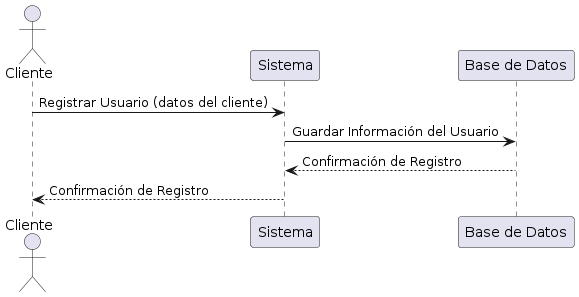 Cliente
Sistema
Base de Datos
Registrar Usuario (datos del cliente)
Guardar Información del Usuario
Confirmación de Registro
Confirmación de Registro
Cliente
Sistema
Base de Datos